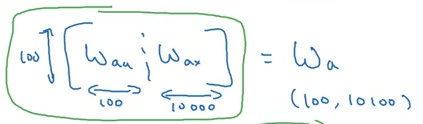 100 [ Waa ; Wax ] = Wa
100 10000 (100, 10100)